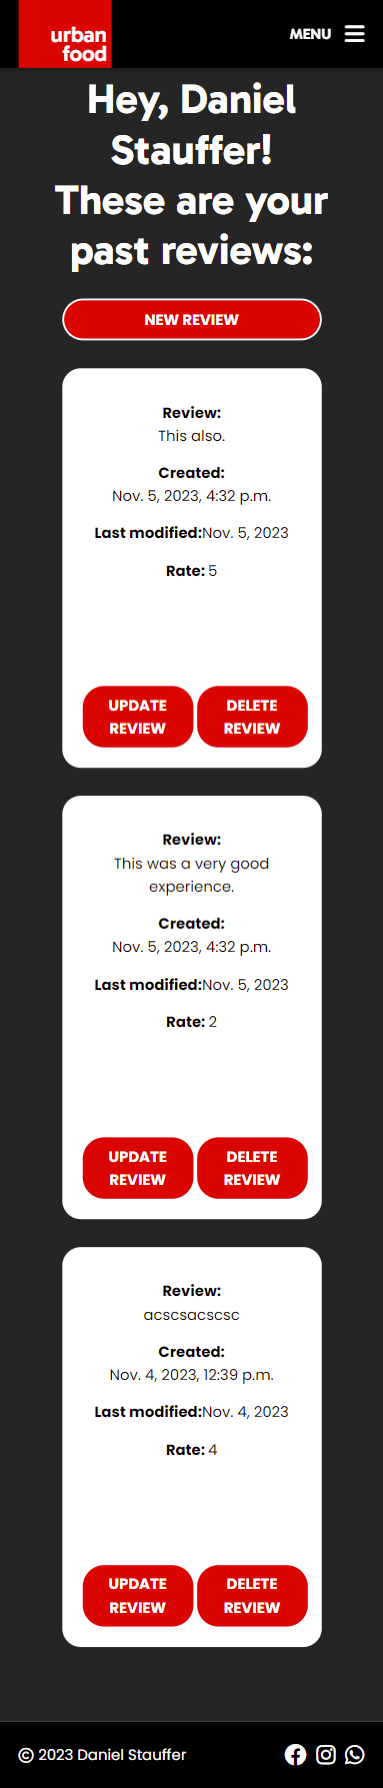 urban
food
MENU
Hey, Daniel
Stauffer!
These are your
past reviews:
NEW REVIEW
Review:
This also.
Created:
Nov. 5, 2023, 4:32 p.m.
Last modified:Nov. 5, 2023
Rate: 5
UPDATE
REVIEW
DELETE
REVIEW
Review:
This was a very good
experience.
Created:
Nov. 5, 2023, 4:32 p.m.
Last modified:Nov. 5, 2023
Rate: 2
UPDATE
REVIEW
DELETE
REVIEW
Review:
acscsacscsc
Created:
Nov. 4, 2023, 12:39 p.m.
Last modified:Nov. 4, 2023
Rate: 4
UPDATE
REVIEW
DELETE
REVIEW
© 2023 Daniel Stauffer